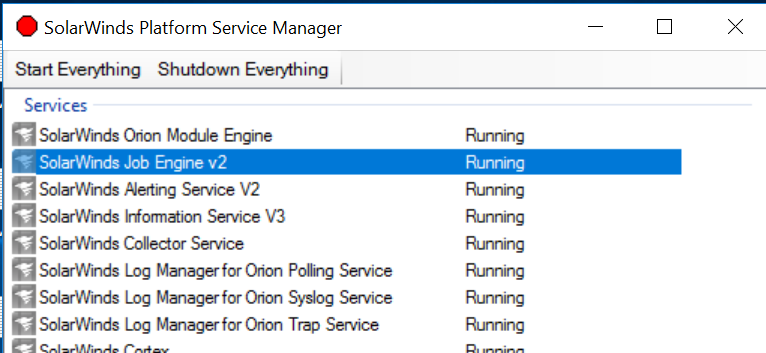 SolarWinds Platform Service Manager
Start Everything Shutdown Everything
Services
SolarWinds Orion Module Engine Running
SolarWinds Job Engine v2 Running
SolarWinds Alerting Service V2 Running
SolarWinds Information Service V3 Running
SolarWinds Collector Service Running
SolarWinds Log Manager for Orion Polling Service Running
SolarWinds Log Manager for Orion Syslog Service Running
SolarWinds Log Manager for Orion Trap Service Running
SolarWinds Cortex Running